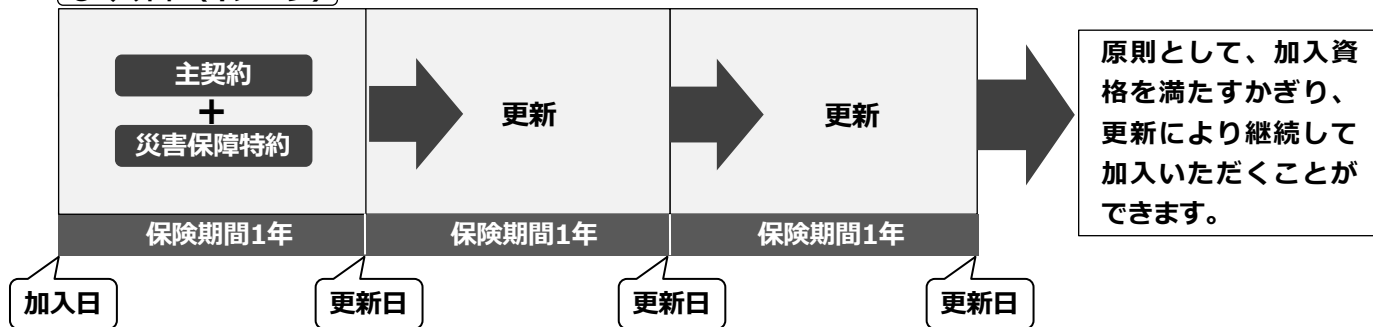 主契約
+
災害保障特約
更新
更新
原則として、加入資
格を満たすかぎり、
更新により継続して
加入いただくことが
できます。
保険期間1年
保険期間1年
保険期間1年
加入日
更新日
更新日
更新日